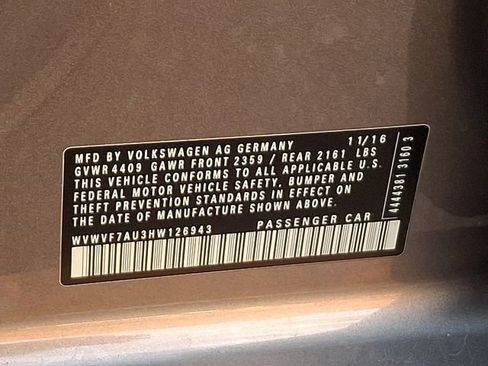 MFD BY VOLKSWAGEN AG GERMANY 11/16
GVWR 4409 GAWR FRONT 2359 / REAR 2161 LBS
THIS VEHICLE CONFORMS TO ALL APPLICABLE U.S.
FEDERAL MOTOR VEHICLE SAFETY, BUMPER AND
THEFT PREVENTION STANDARDS IN EFFECT ON
THE DATE OF MANUFACTURE SHOWN ABOVE.
WVWVF7AU3HW126943 PASSENGER CAR
4444381 3160 3